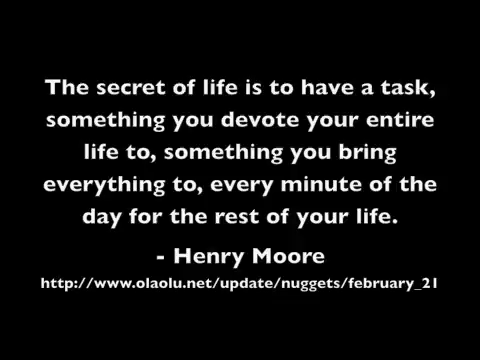 The secret of life is to have a task,
something you devote your entire
life to, something you bring
everything to, every minute of the
day for the rest of your life.
- Henry Moore
http://www.olaolu.net/update/nuggets/february_21